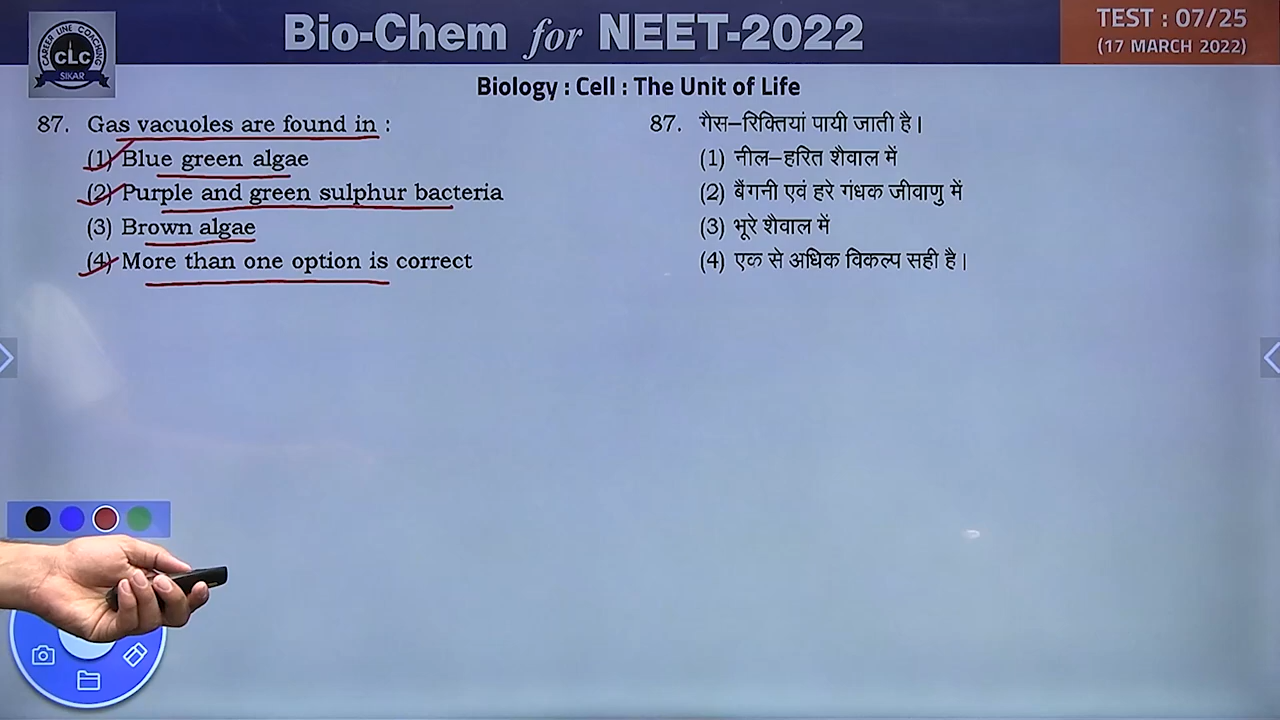 CAREER LINE COACHING
CLC
SIKAR
Bio-Chem for NEET-2022
TEST : 07/25
(17 MARCH 2022)
Biology : Cell : The Unit of Life
87. Gas vacuoles are found in :
(1) Blue green algae
(2) Purple and green sulphur bacteria
(3) Brown algae
(4) More than one option is correct
87. गैस–रिक्तियां पायी जाती है।
(1) नील–हरित शैवाल में
(2) बैंगनी एवं हरे गंधक जीवाणु में
(3) भूरे शैवाल में
(4) एक से अधिक विकल्प सही है।